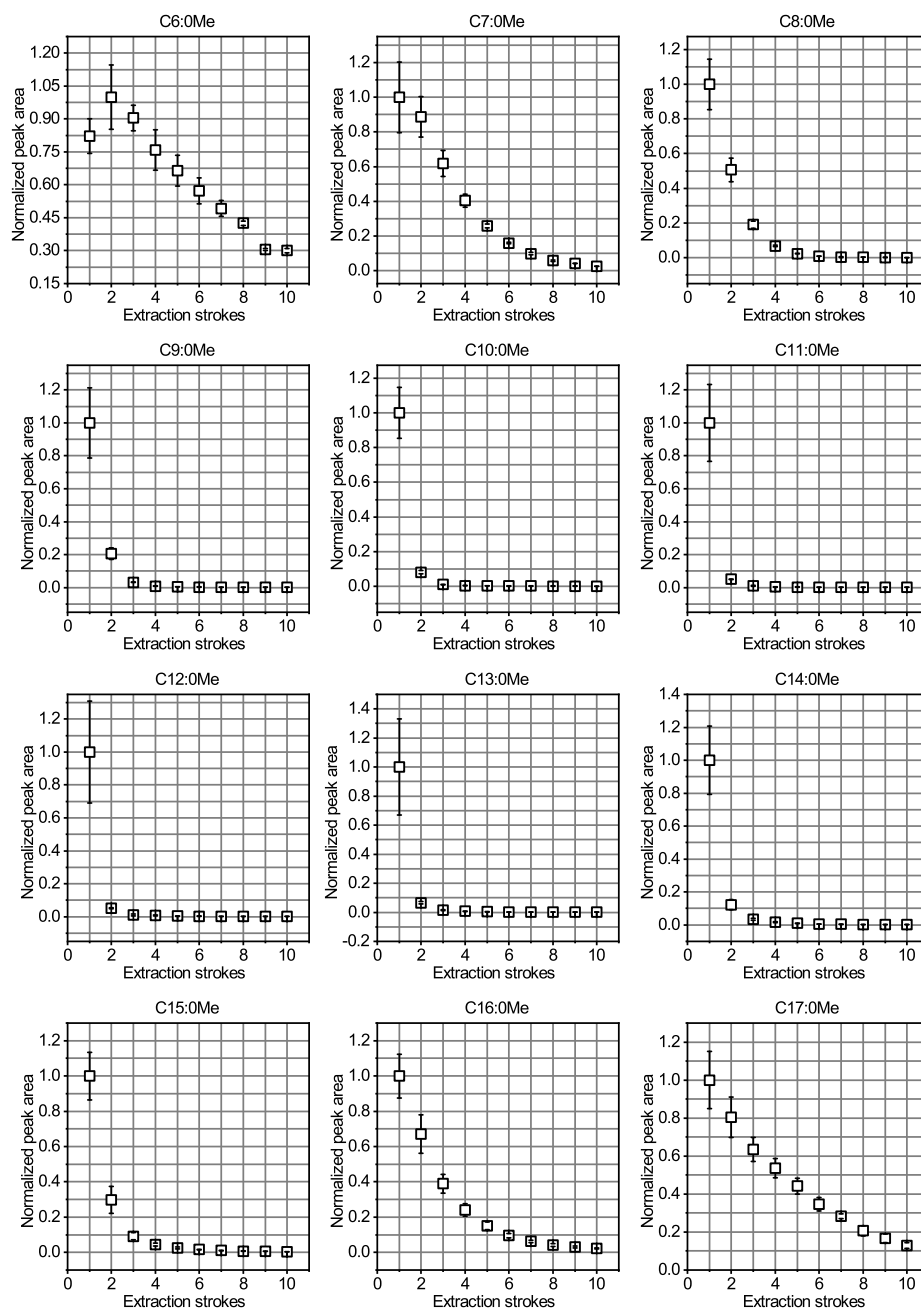 C6:0Me
Normalized peak area
1.20
1.05
0.90
0.75
0.60
0.45
0.30
0.15
0 2 4 6 8 10
Extraction strokes
C7:0Me
Normalized peak area
1.2
1.0
0.8
0.6
0.4
0.2
0.0
0 2 4 6 8 10
Extraction strokes
C8:0Me
Normalized peak area
1.2
1.0
0.8
0.6
0.4
0.2
0.0
0 2 4 6 8 10
Extraction strokes
C9:0Me
Normalized peak area
1.2
1.0
0.8
0.6
0.4
0.2
0.0
0 2 4 6 8 10
Extraction strokes
C10:0Me
Normalized peak area
1.2
1.0
0.8
0.6
0.4
0.2
0.0
0 2 4 6 8 10
Extraction strokes
C11:0Me
Normalized peak area
1.2
1.0
0.8
0.6
0.4
0.2
0.0
0 2 4 6 8 10
Extraction strokes
C12:0Me
Normalized peak area
1.2
1.0
0.8
0.6
0.4
0.2
0.0
0 2 4 6 8 10
Extraction strokes
C13:0Me
Normalized peak area
1.4
1.2
1.0
0.8
0.6
0.4
0.2
0.0
-0.2
0 2 4 6 8 10
Extraction strokes
C14:0Me
Normalized peak area
1.4
1.2
1.0
0.8
0.6
0.4
0.2
0.0
0 2 4 6 8 10
Extraction strokes
C15:0Me
Normalized peak area
1.2
1.0
0.8
0.6
0.4
0.2
0.0
0 2 4 6 8 10
Extraction strokes
C16:0Me
Normalized peak area
1.2
1.0
0.8
0.6
0.4
0.2
0.0
0 2 4 6 8 10
Extraction strokes
C17:0Me
Normalized peak area
1.2
1.0
0.8
0.6
0.4
0.2
0.0
0 2 4 6 8 10
Extraction strokes